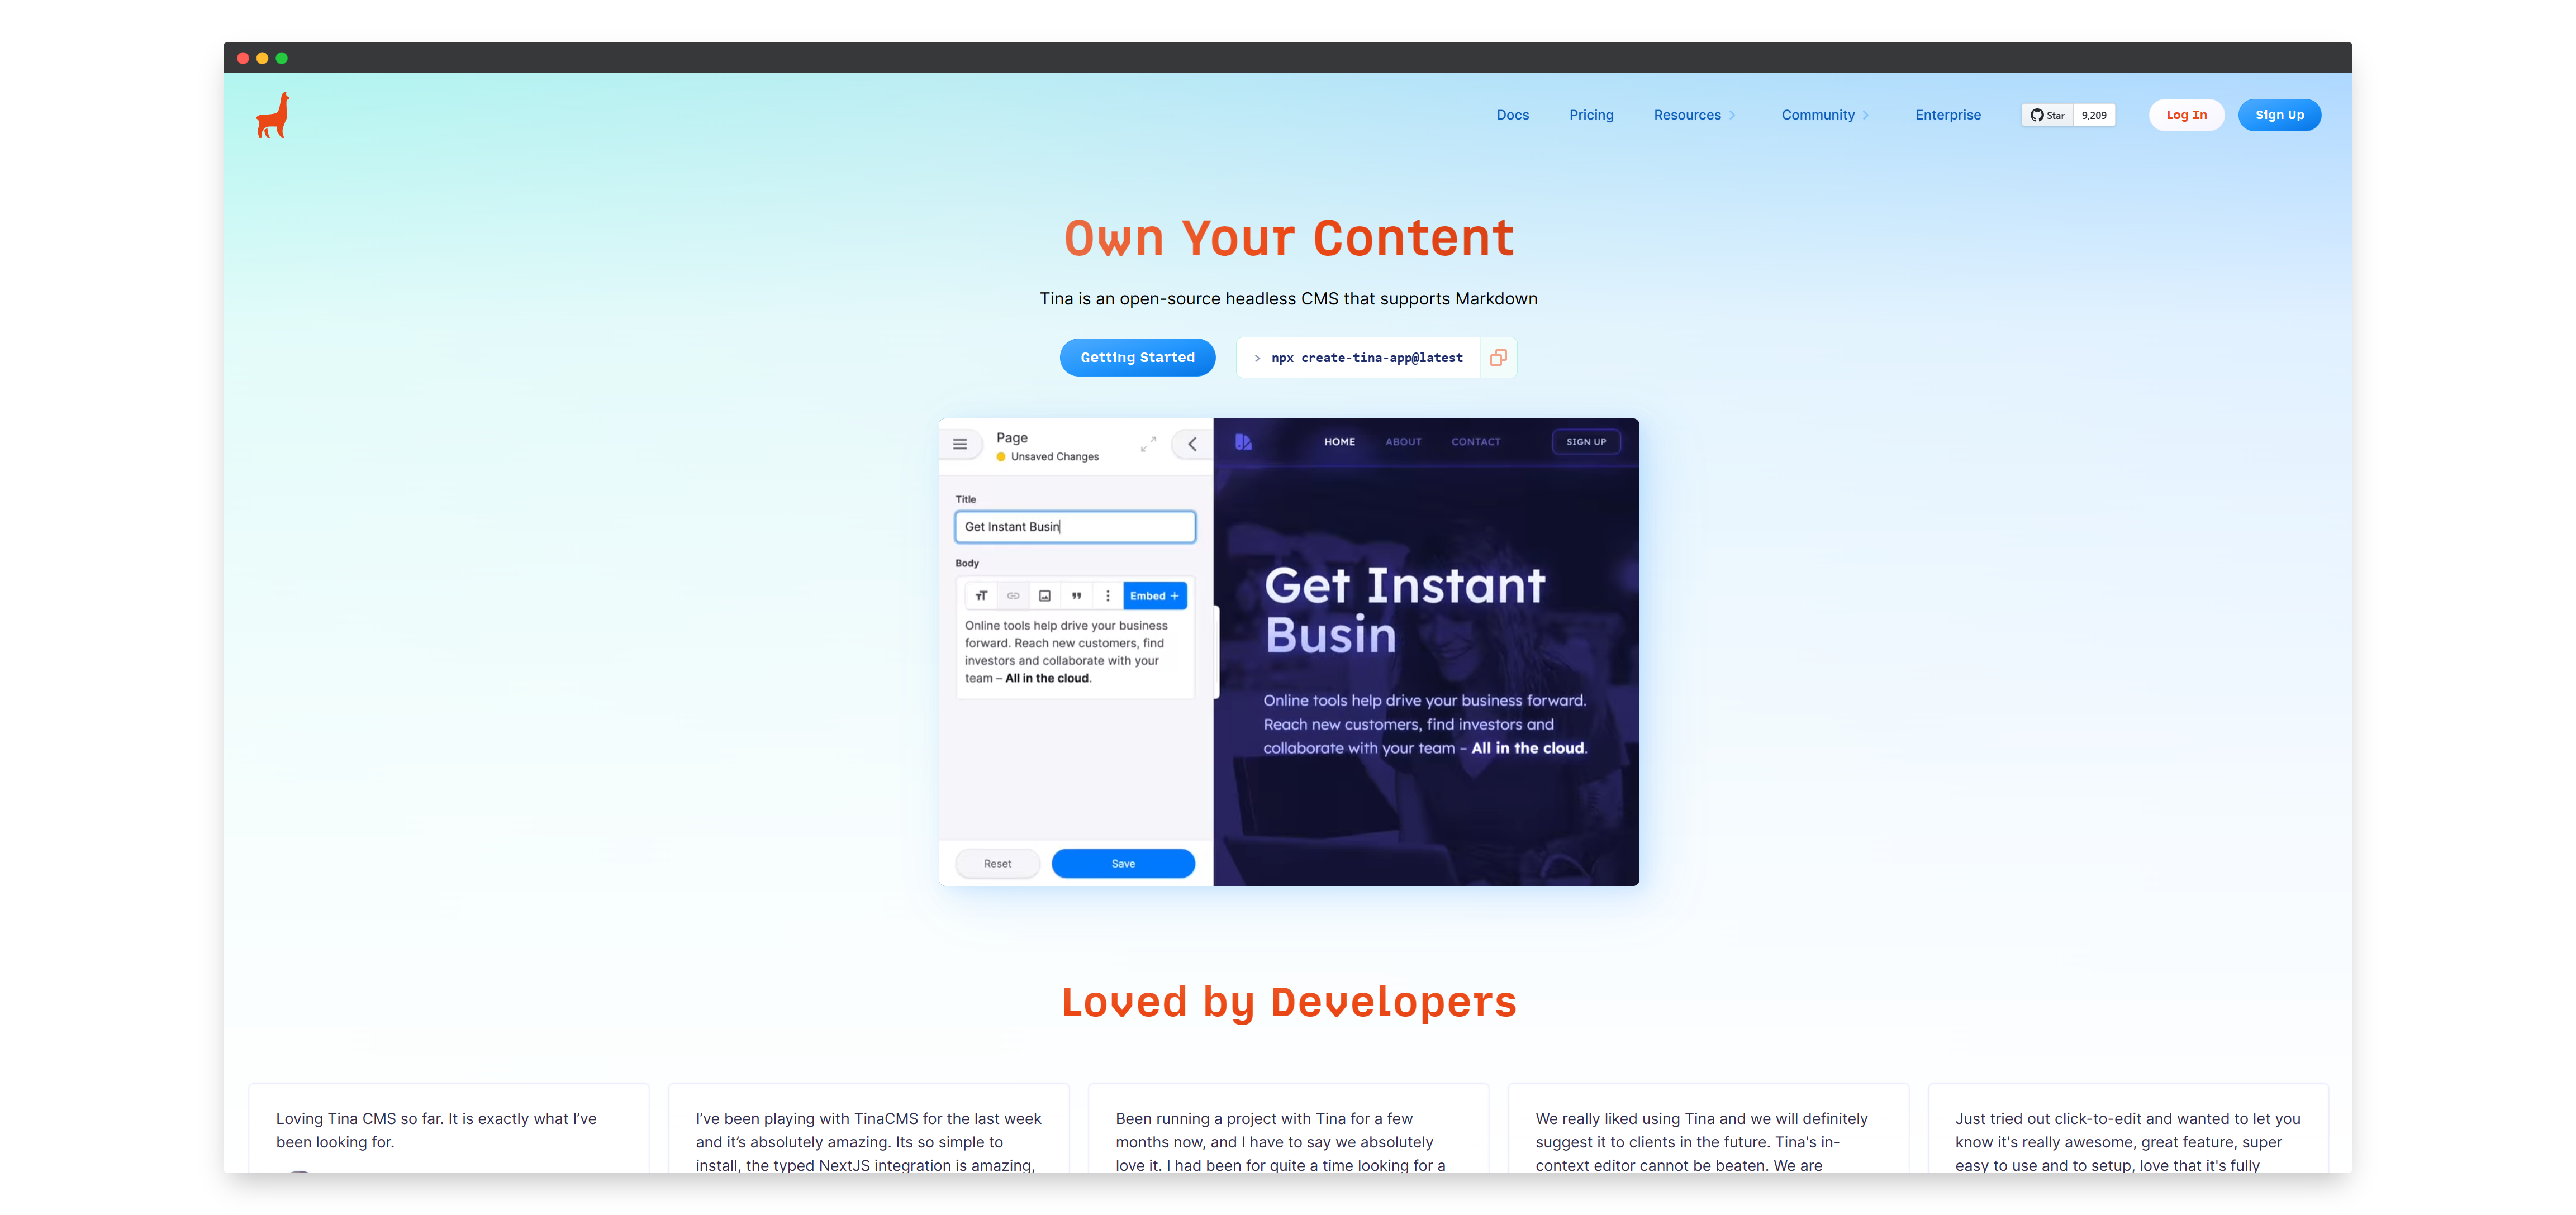 Docs Pricing Resources Community Enterprise Star 9,209 Log In Sign Up
Own Your Content
Tina is an open-source headless CMS that supports Markdown
Getting Started > npx create-tina-app@latest
Page
Unsaved Changes
Title
Get Instant Busin
Body
Embed +
Online tools help drive your business
forward. Reach new customers, find
investors and collaborate with your
team – All in the cloud.
Reset Save
HOME ABOUT CONTACT SIGN UP
Get Instant
Busin
Online tools help drive your business forward.
Reach new customers, find investors and
collaborate with your team – All in the cloud.
Loved by Developers
Loving Tina CMS so far. It is exactly what I’ve
been looking for.
I’ve been playing with TinaCMS for the last week
and it’s absolutely amazing. Its so simple to
install, the typed NextJS integration is amazing,
Been running a project with Tina for a few
months now, and I have to say we absolutely
love it. I had been for quite a time looking for a
We really liked using Tina and we will definitely
suggest it to clients in the future. Tina's in-
context editor cannot be beaten. We are
Just tried out click-to-edit and wanted to let you
know it's really awesome, great feature, super
easy to use and to setup, love that it's fully